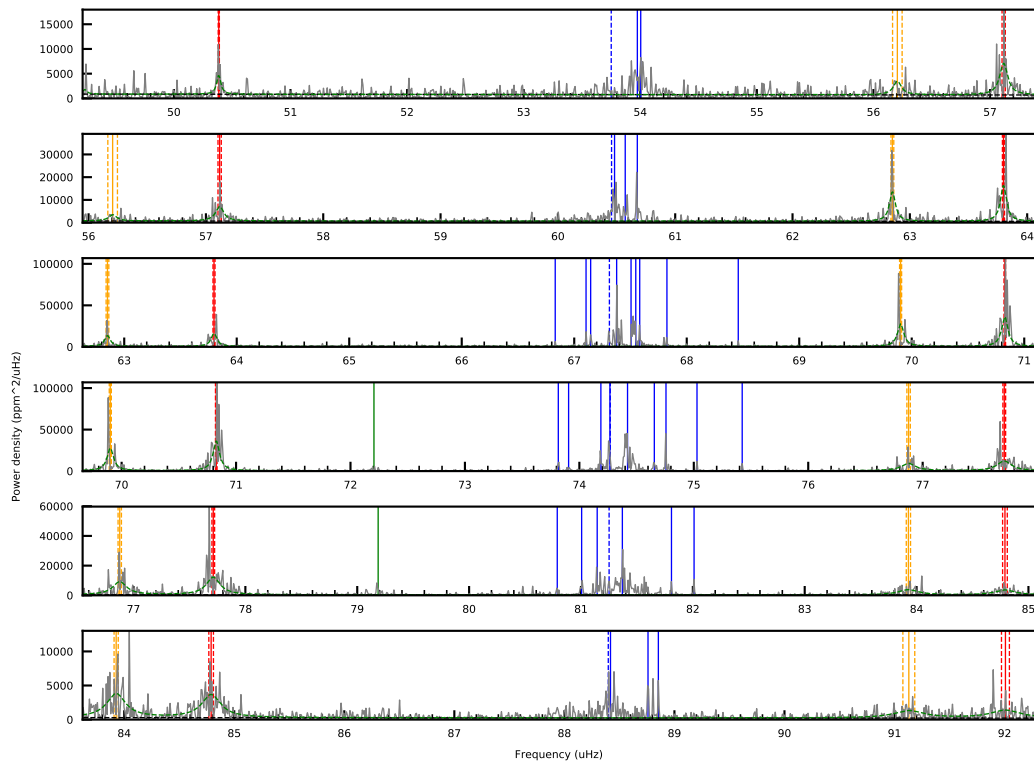 15000
10000
5000
0
50 51 52 53 54 55 56 57
30000
20000
10000
0
56 57 58 59 60 61 62 63 64
100000
50000
0
63 64 65 66 67 68 69 70 71
Power density (ppm^2/uHz)
100000
50000
0
70 71 72 73 74 75 76 77
60000
40000
20000
0
77 78 79 80 81 82 83 84 85
10000
5000
0
84 85 86 87 88 89 90 91 92
Frequency (uHz)